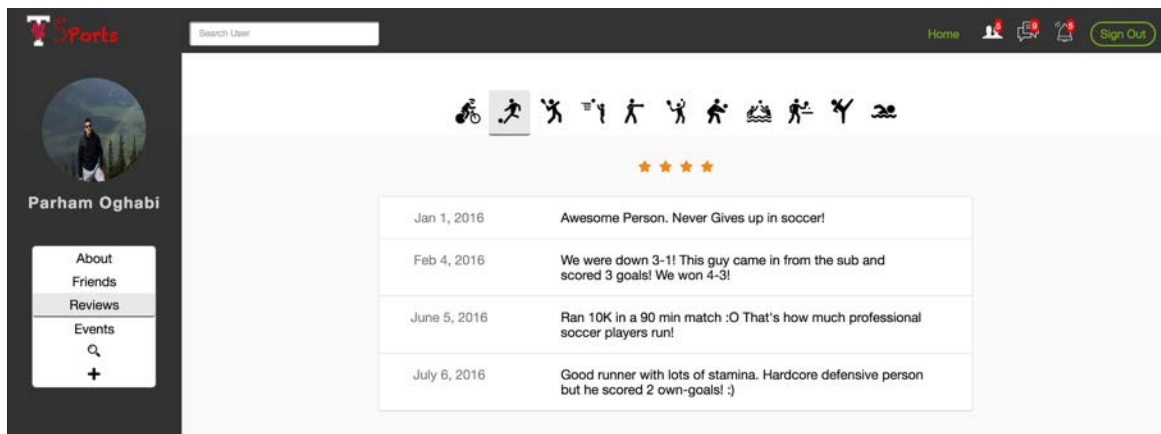 TSports
Search User
Home
5
9
5
Sign Out
Parham Oghabi
About
Friends
Reviews
Events
Jan 1, 2016
Awesome Person. Never Gives up in soccer!
Feb 4, 2016
We were down 3-1! This guy came in from the sub and
scored 3 goals! We won 4-3!
June 5, 2016
Ran 10K in a 90 min match :O That's how much professional
soccer players run!
July 6, 2016
Good runner with lots of stamina. Hardcore defensive person
but he scored 2 own-goals! :)